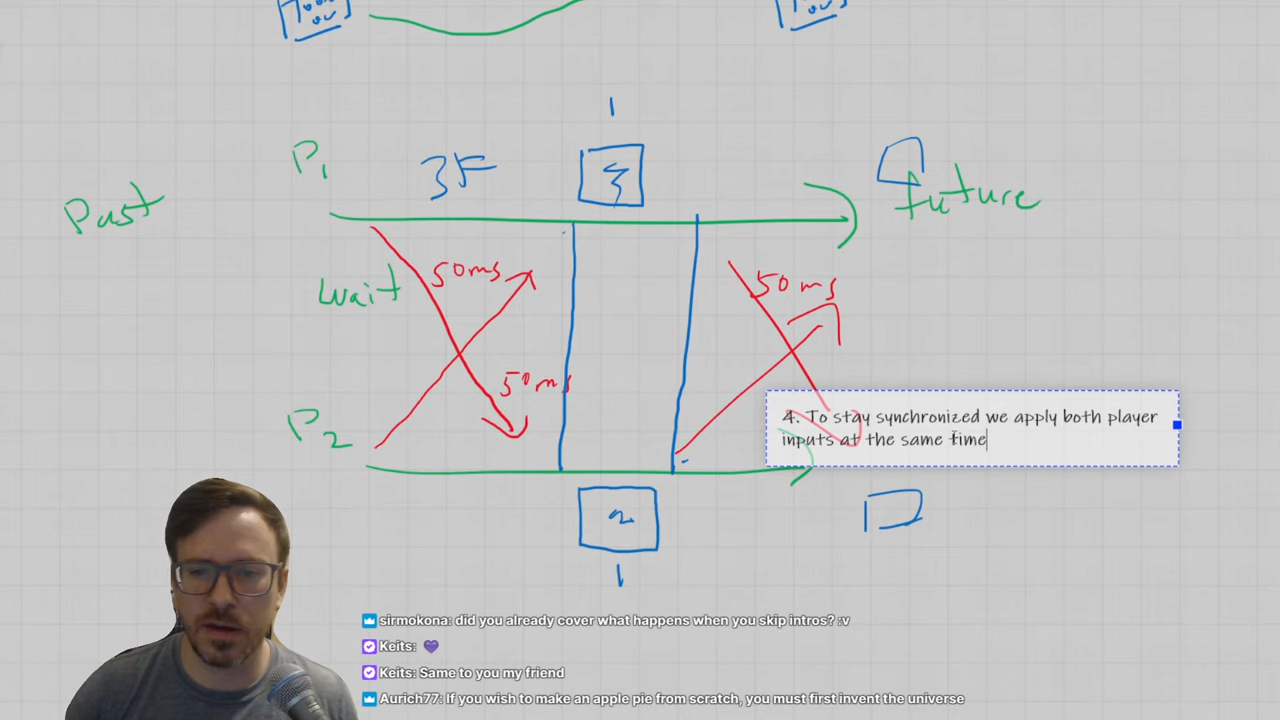 1
P1
3F
3
Past
future
Wait
50ms
50ms
50ms
P2
4. To stay synchronized we apply both player
inputs at the same time
2
1
sirmokona: did you already cover what happens when you skip intros? :v
Keits: 💜
Keits: Same to you my friend
Aurich77: If you wish to make an apple pie from scratch, you must first invent the universe